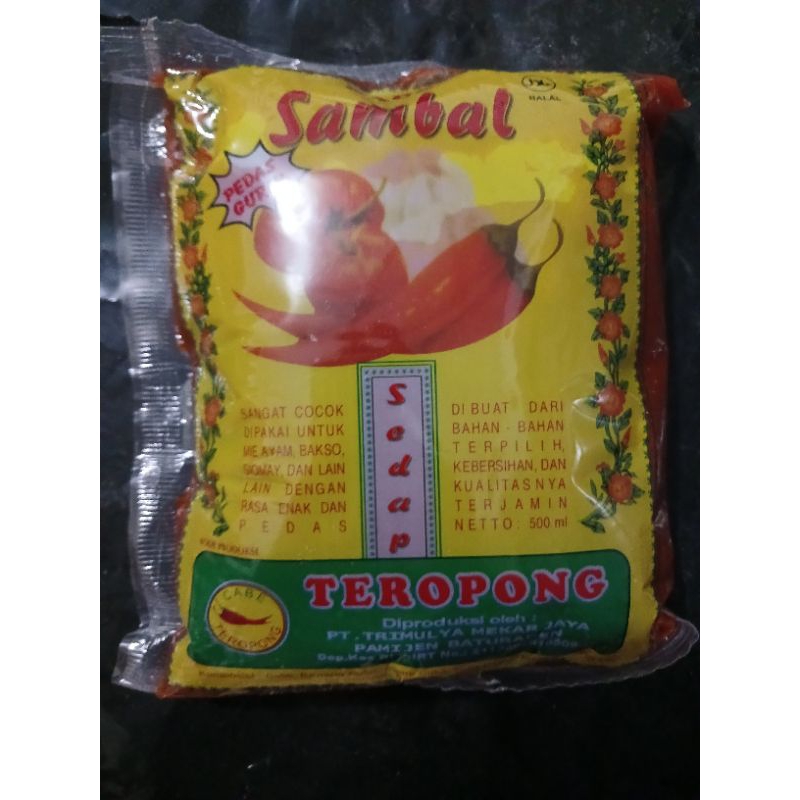 Sambal
HALAL
PEDAS
SANGAT COCOK
DIPAKAI UNTUK
MIE AYAM, BAKSO,
SIOMAY, DAN LAIN
LAIN DENGAN
RASA ENAK DAN
PEDAS
Sedap
DIBUAT DARI
BAHAN - BAHAN
TERPILIH,
KEBERSIHAN, DAN
KUALITASNYA
TERJAMIN
NETTO : 500 ml
CABE
TEROPONG
TEROPONG
Diproduksi oleh :
PT. TRIMULYA MEKAR JAYA